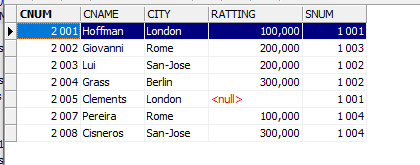 CNUM CNAME CITY RATTING SNUM
2 001 Hoffman London 100,000 1 001
2 002 Giovanni Rome 200,000 1 003
2 003 Lui San-Jose 200,000 1 002
2 004 Grass Berlin 300,000 1 002
2 005 Clements London <null> 1 001
2 007 Pereira Rome 100,000 1 004
2 008 Cisneros San-Jose 300,000 1 004